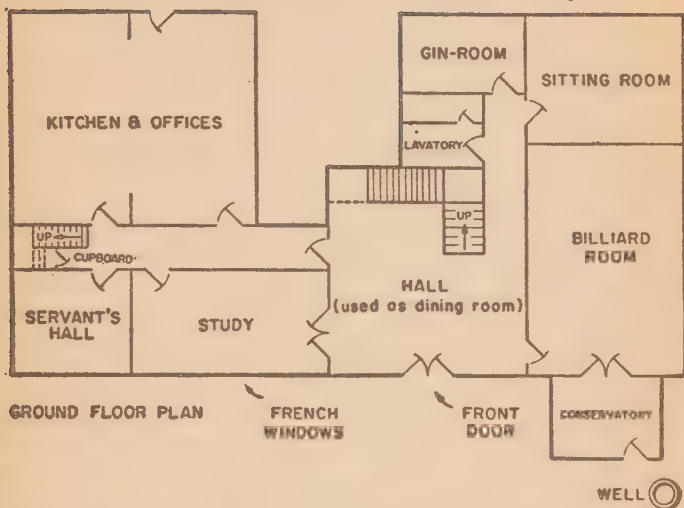 GIN-ROOM
SITTING ROOM
KITCHEN & OFFICES
LAVATORY
UP
UP
CUPBOARD
BILLIARD
ROOM
HALL
(used as dining room)
SERVANT'S
HALL
STUDY
GROUND FLOOR PLAN
FRENCH
WINDOWS
FRONT
DOOR
CONSERVATORY
WELL